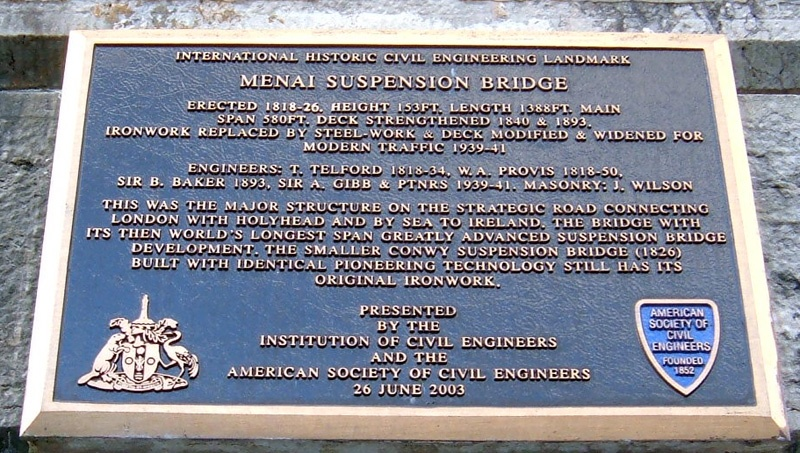 INTERNATIONAL HISTORIC CIVIL ENGINEERING LANDMARK
MENAI SUSPENSION BRIDGE
ERECTED 1818-26. HEIGHT 153FT. LENGTH 1388FT. MAIN
SPAN 580FT. DECK STRENGTHENED 1840 & 1893.
IRONWORK REPLACED BY STEEL-WORK & DECK MODIFIED & WIDENED FOR
MODERN TRAFFIC 1939-41
ENGINEERS: T. TELFORD 1818-34, W.A. PROVIS 1818-50,
SIR B. BAKER 1893, SIR A. GIBB & PTNRS 1939-41. MASONRY: J. WILSON
THIS WAS THE MAJOR STRUCTURE ON THE STRATEGIC ROAD CONNECTING
LONDON WITH HOLYHEAD AND BY SEA TO IRELAND. THE BRIDGE WITH
ITS THEN WORLD'S LONGEST SPAN GREATLY ADVANCED SUSPENSION BRIDGE
DEVELOPMENT. THE SMALLER CONWY SUSPENSION BRIDGE (1826)
BUILT WITH IDENTICAL PIONEERING TECHNOLOGY STILL HAS ITS
ORIGINAL IRONWORK.
PRESENTED
BY THE
INSTITUTION OF CIVIL ENGINEERS
AND THE
AMERICAN SOCIETY OF CIVIL ENGINEERS
26 JUNE 2003
AMERICAN
SOCIETY OF
CIVIL
ENGINEERS
FOUNDED
1852